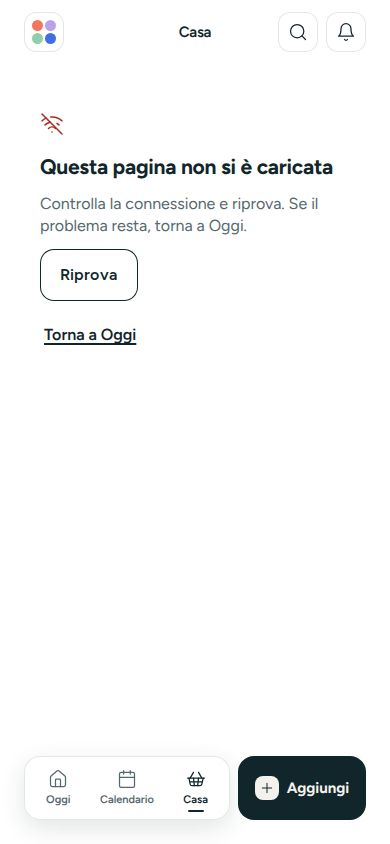 Casa
Questa pagina non si è caricata
Controlla la connessione e riprova. Se il
problema resta, torna a Oggi.
Riprova
Torna a Oggi
Oggi
Calendario
Casa
Aggiungi